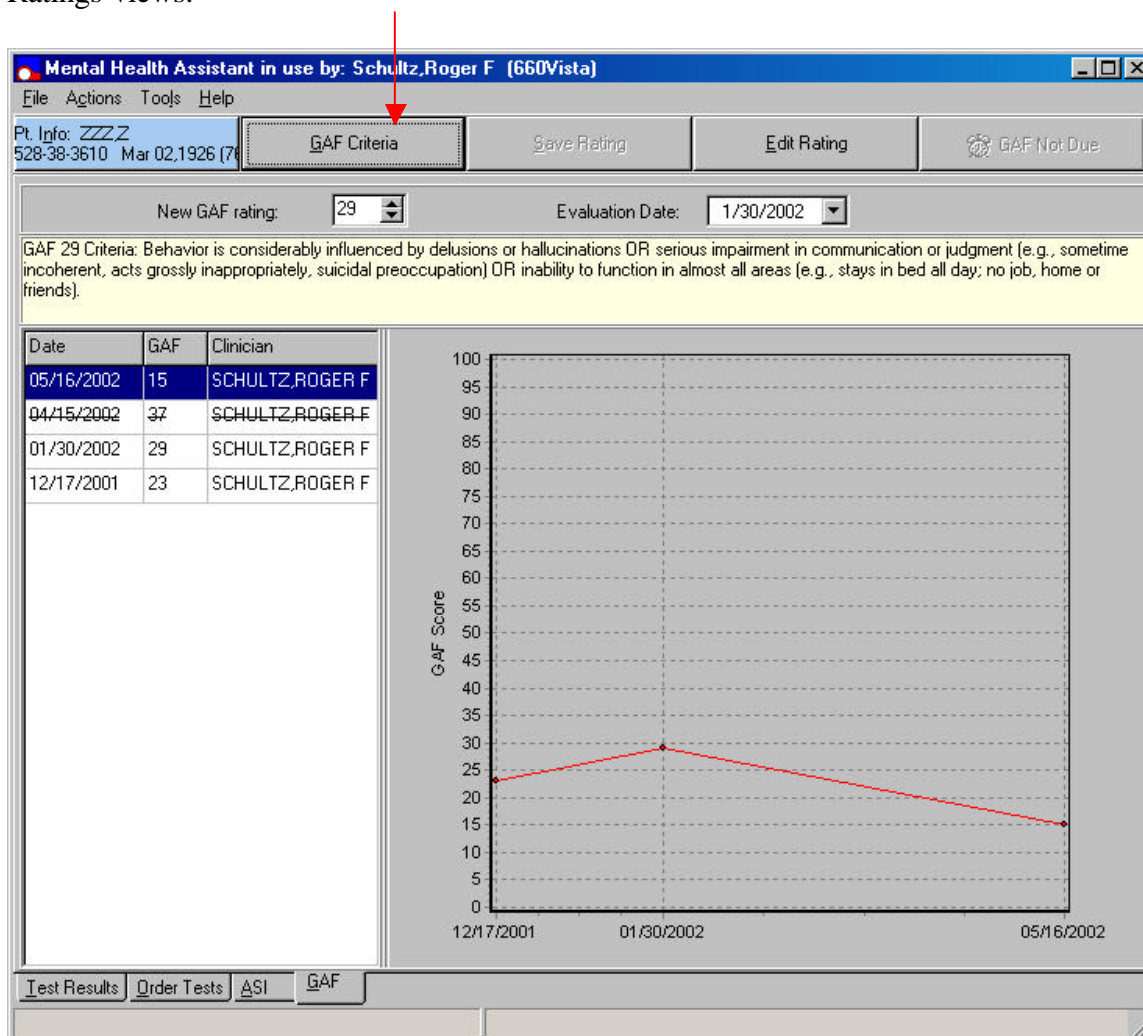 Ratings views.
Mental Health Assistant in use by: Schultz,Roger F (660Vista)
File Actions Tools Help
Pt. Info: ZZZ,Z
528-38-3610 Mar 02,1926 (76
GAF Criteria
Save Rating
Edit Rating
GAF Not Due
New GAF rating: 29
Evaluation Date: 1/30/2002
GAF 29 Criteria: Behavior is considerably influenced by delusions or hallucinations OR serious impairment in communication or judgment (e.g., sometime
incoherent, acts grossly inappropriately, suicidal preoccupation) OR inability to function in almost all areas (e.g., stays in bed all day; no job, home or
friends).
Date GAF Clinician
05/16/2002 15 SCHULTZ,ROGER F
04/15/2002 37 SCHULTZ,ROGER F
01/30/2002 29 SCHULTZ,ROGER F
12/17/2001 23 SCHULTZ,ROGER F
GAF Score
100
95
90
85
80
75
70
65
60
55
50
45
40
35
30
25
20
15
10
5
0
12/17/2001 01/30/2002 05/16/2002
Test Results Order Tests ASI GAF